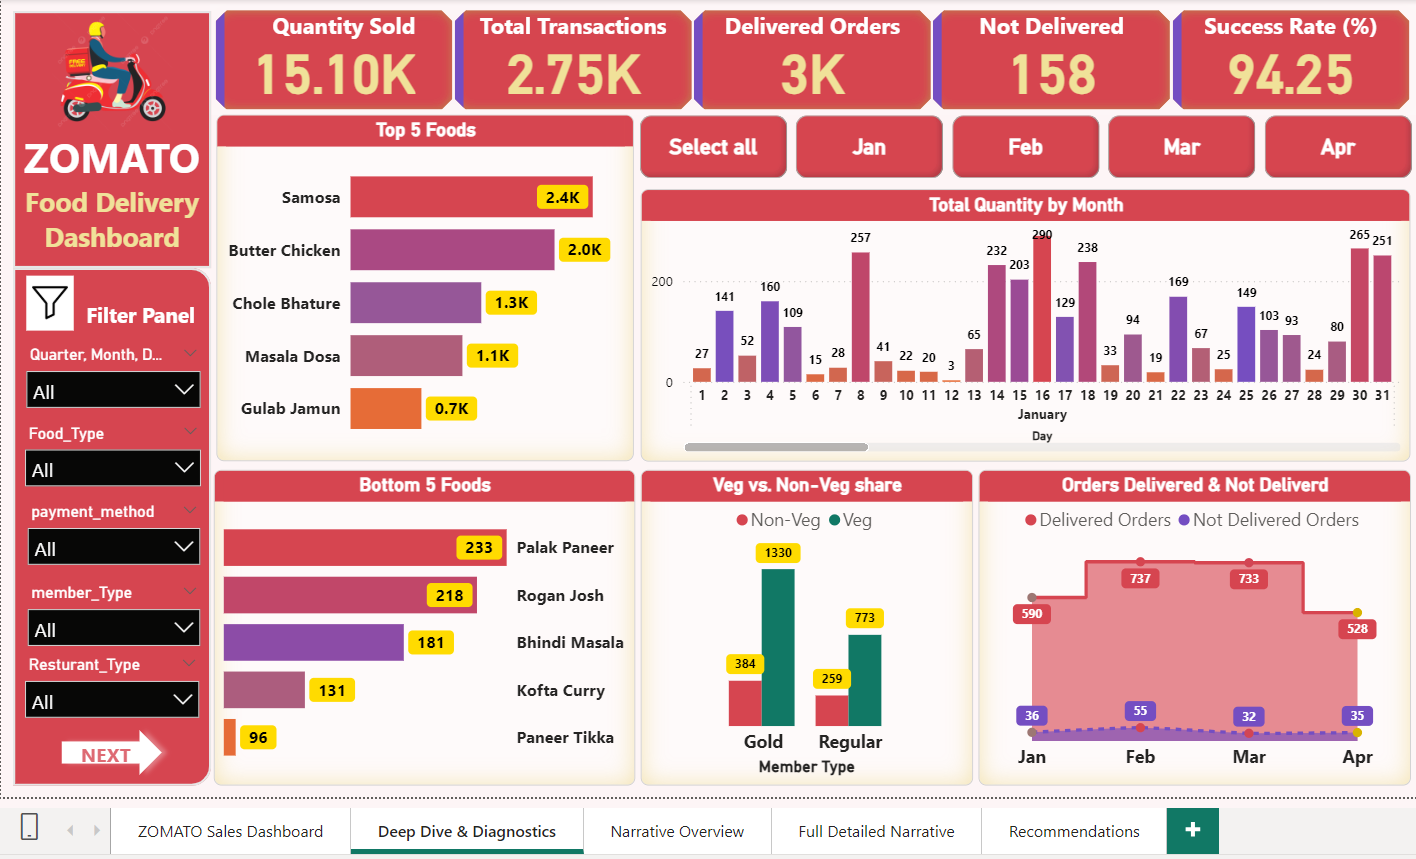 FREE
DELIVERY
ZOMATO
Food Delivery
Dashboard
Filter Panel
Quarter, Month, D...
All
Food_Type
All
payment_method
All
member_Type
All
Resturant_Type
All
NEXT
Quantity Sold
15.10K
Total Transactions
2.75K
Delivered Orders
3K
Not Delivered
158
Success Rate (%)
94.25
Top 5 Foods
Samosa 2.4K
Butter Chicken 2.0K
Chole Bhature 1.3K
Masala Dosa 1.1K
Gulab Jamun 0.7K
Select all Jan Feb Mar Apr
Total Quantity by Month
200
0
27 141 52 160 109 15 28 257 41 22 20 3 65 232 203 290 129 238 33 94 19 169 67 25 149 103 93 24 80 265 251
1 2 3 4 5 6 7 8 9 10 11 12 13 14 15 16 17 18 19 20 21 22 23 24 25 26 27 28 29 30 31
January
Day
Bottom 5 Foods
233 Palak Paneer
218 Rogan Josh
181 Bhindi Masala
131 Kofta Curry
96 Paneer Tikka
Veg vs. Non-Veg share
Non-Veg Veg
384 1330 259 773
Gold Regular
Member Type
Orders Delivered & Not Deliverd
Delivered Orders Not Delivered Orders
590 737 733 528
36 55 32 35
Jan Feb Mar Apr
ZOMATO Sales Dashboard Deep Dive & Diagnostics Narrative Overview Full Detailed Narrative Recommendations +